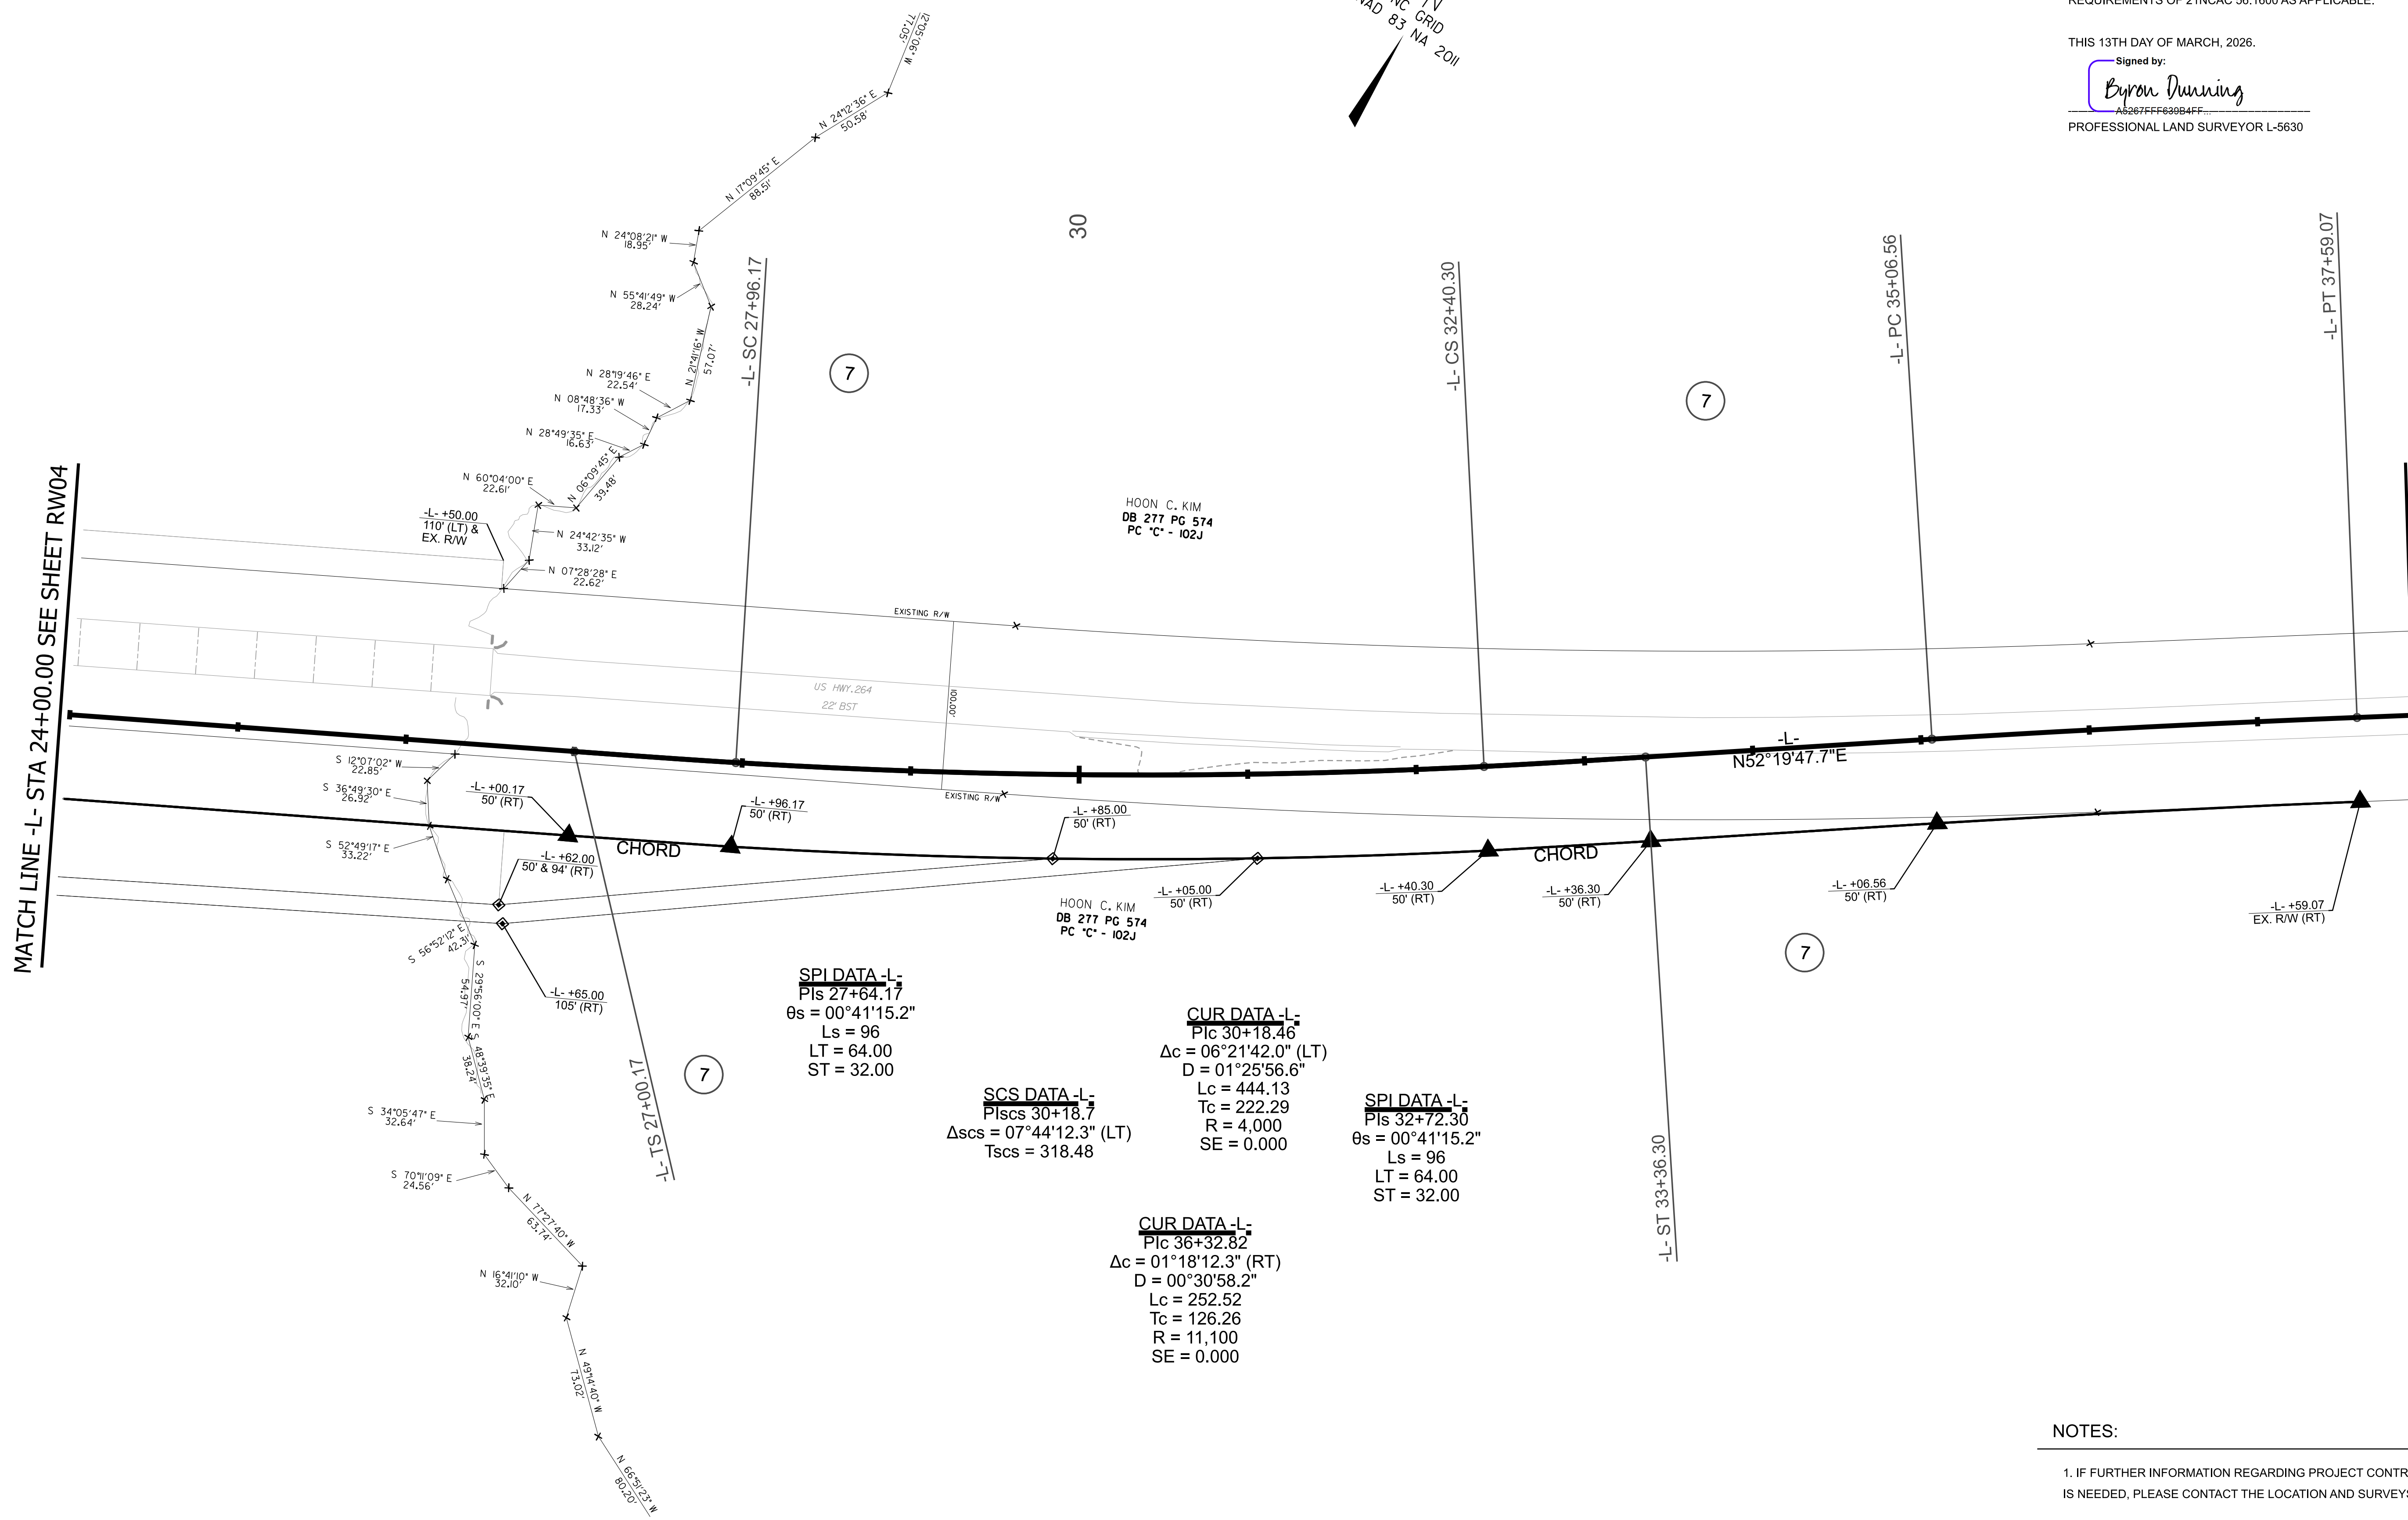 REQUIREMENTS OF 21NCAC 56.1600 AS APPLICABLE.
THIS 13TH DAY OF MARCH, 2026.
Signed by:
Byron Dunning
A5267FFF639B4FF...
PROFESSIONAL LAND SURVEYOR L-5630
NC GRID
NAD 83 NA 2011
12°05'06" W
77.05'
N 24°12'36" E
50.58'
N 17°09'45" E
88.51'
N 24°08'21" W
18.95'
N 55°41'49" W
28.24'
N 21°41'16" W
57.07'
N 28°19'46" E
22.54'
N 08°48'36" W
17.33'
N 28°49'35" E
16.63'
N 06°09'45" E
39.48'
N 60°04'00" E
22.61'
N 24°42'35" W
33.12'
N 07°28'28" E
22.62'
-L- +50.00
110' (LT) &
EX. R/W
-L- SC 27+96.17
30
-L- CS 32+40.30
-L- PC 35+06.56
-L- PT 37+59.07
7
7
HOON C. KIM
DB 277 PG 574
PC "C" - 102J
MATCH LINE -L- STA 24+00.00 SEE SHEET RW04
EXISTING R/W
US HWY.264
22' BST
100.00'
EXISTING R/W
-L-
N52°19'47.7"E
S 12°07'02" W
22.85'
S 36°49'30" E
26.92'
S 52°49'17" E
33.22'
S 56°52'12" E
42.31'
S 29°56'00" E
54.97'
S 48°39'35" E
38.24'
S 34°05'47" E
32.64'
S 70°11'09" E
24.56'
N 77°27'40" W
63.74'
N 16°41'10" W
32.10'
N 49°14'40" W
73.02'
N 66°51'23" W
80.20'
-L- +00.17
50' (RT)
-L- +96.17
50' (RT)
CHORD
-L- +62.00
50' & 94' (RT)
-L- +65.00
105' (RT)
-L- +85.00
50' (RT)
-L- +05.00
50' (RT)
-L- +40.30
50' (RT)
CHORD
-L- +36.30
50' (RT)
-L- +06.56
50' (RT)
-L- +59.07
EX. R/W (RT)
HOON C. KIM
DB 277 PG 574
PC "C" - 102J
7
7
-L- TS 27+00.17
-L- ST 33+36.30
SPI DATA -L-
PIs 27+64.17
θs = 00°41'15.2"
Ls = 96
LT = 64.00
ST = 32.00
SCS DATA -L-
PIscs 30+18.7
Δscs = 07°44'12.3" (LT)
Tscs = 318.48
CUR DATA -L-
PIc 30+18.46
Δc = 06°21'42.0" (LT)
D = 01°25'56.6"
Lc = 444.13
Tc = 222.29
R = 4,000
SE = 0.000
SPI DATA -L-
PIs 32+72.30
θs = 00°41'15.2"
Ls = 96
LT = 64.00
ST = 32.00
CUR DATA -L-
PIc 36+32.82
Δc = 01°18'12.3" (RT)
D = 00°30'58.2"
Lc = 252.52
Tc = 126.26
R = 11,100
SE = 0.000
NOTES:
1. IF FURTHER INFORMATION REGARDING PROJECT CONTR
IS NEEDED, PLEASE CONTACT THE LOCATION AND SURVEYS